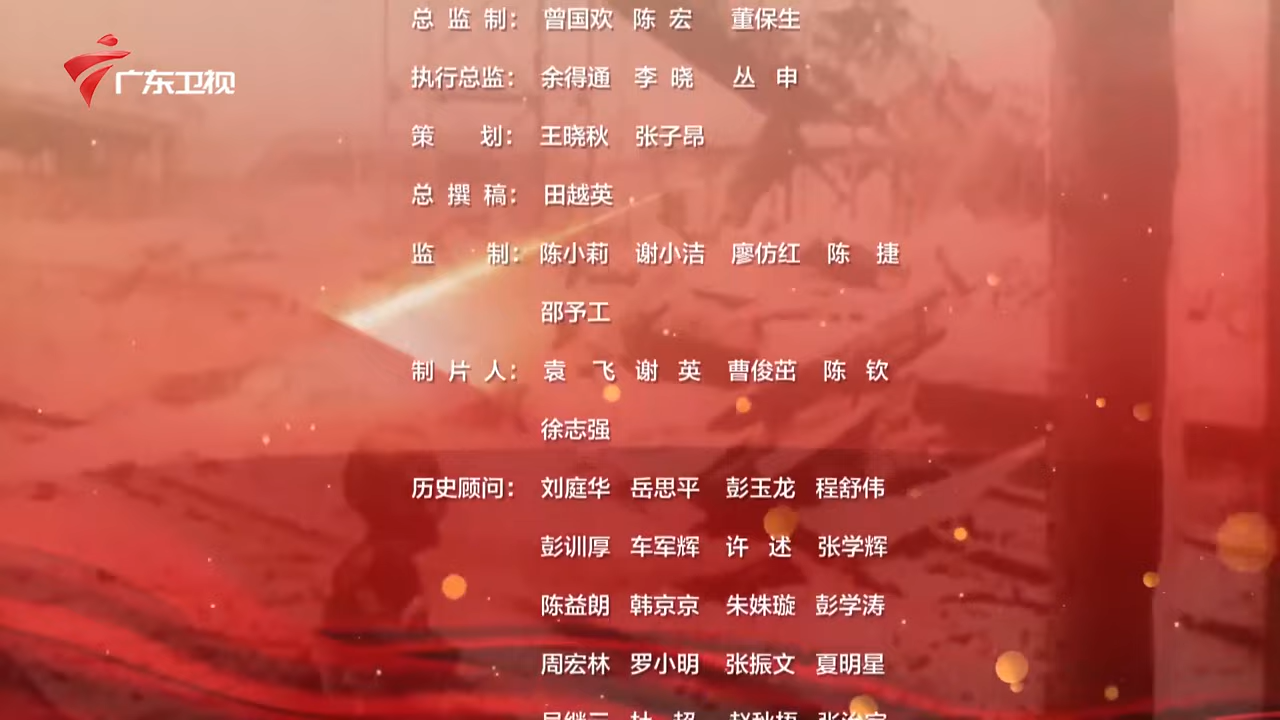 总监制： 曾国欢 陈宏 董保生
广东卫视
执行总监： 余得通 李晓 丛申
策划： 王晓秋 张子昂
总撰稿： 田越英
监制： 陈小莉 谢小洁 廖仿红 陈捷
邵予工
制片人： 袁飞 谢英 曹俊茁 陈钦
徐志强
历史顾问： 刘庭华 岳思平 彭玉龙 程舒伟
彭训厚 车军辉 许述 张学辉
陈益朗 韩京京 朱姝璇 彭学涛
周宏林 罗小明 张振文 夏明星